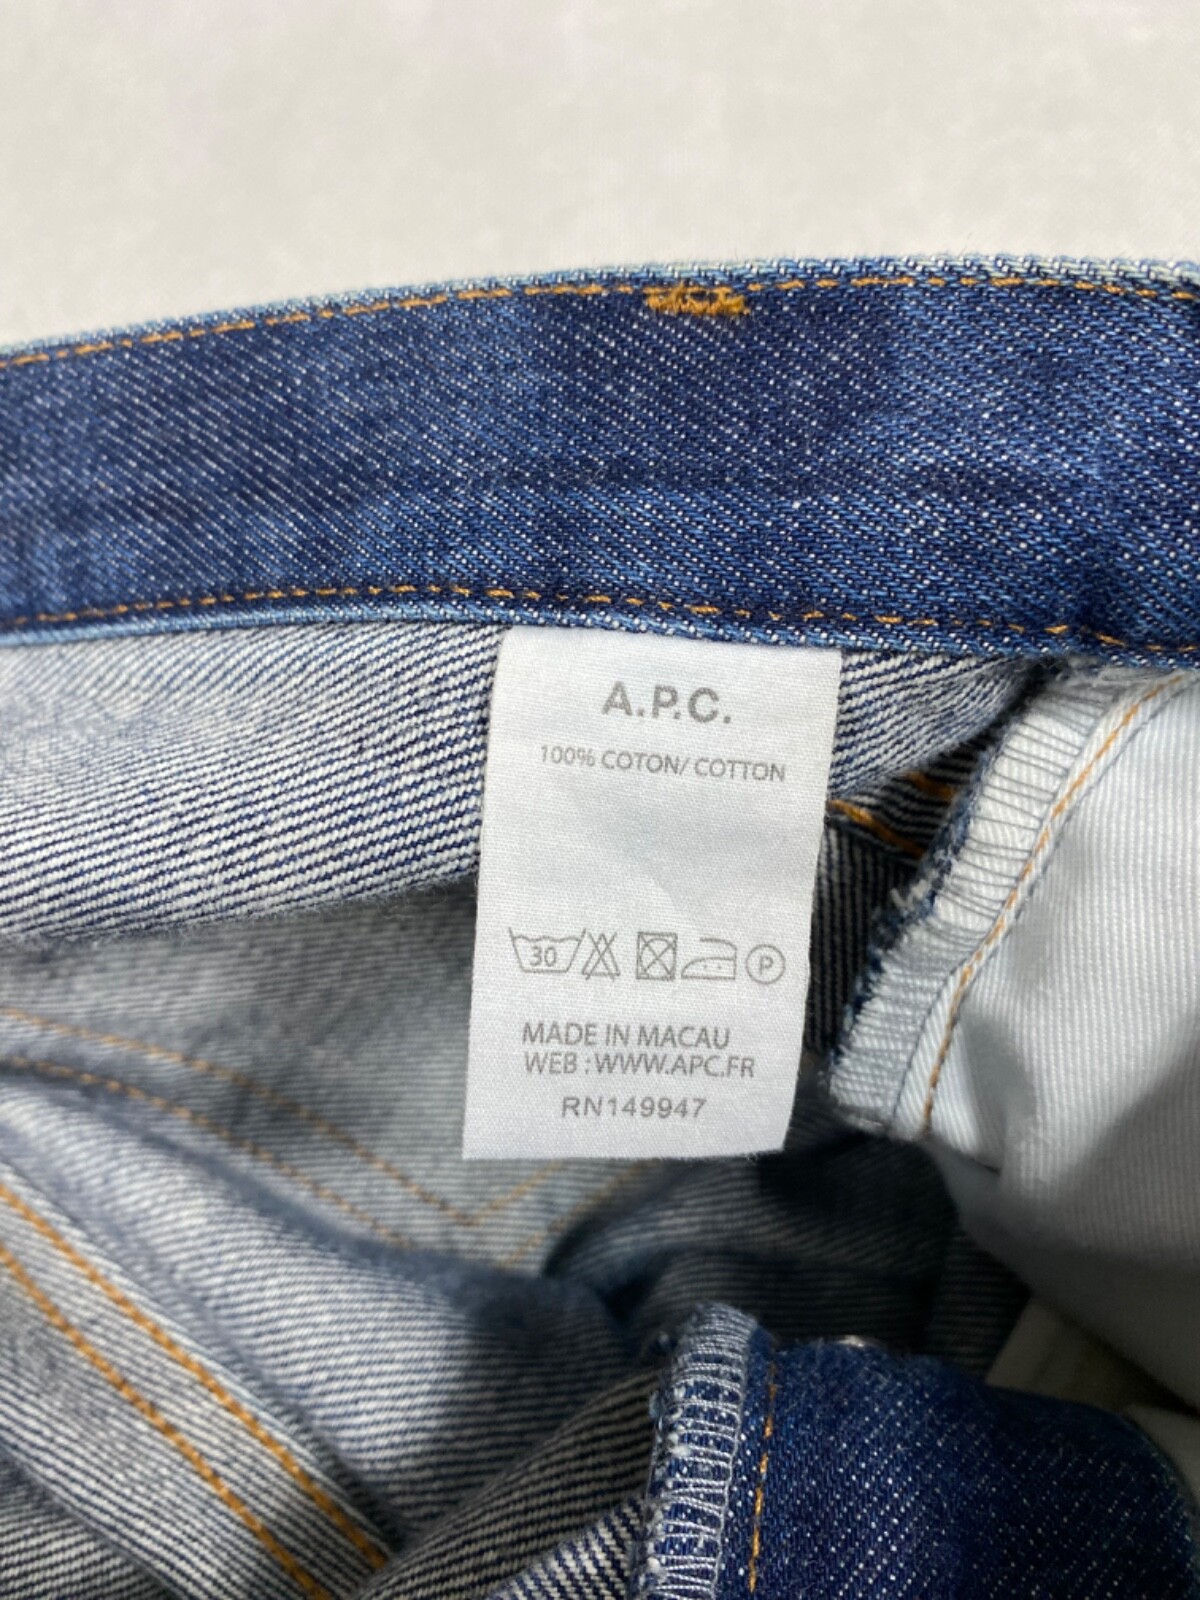 A.P.C.
100% COTON/ COTTON
30 P
MADE IN MACAU
WEB : WWW.APC.FR
RN149947